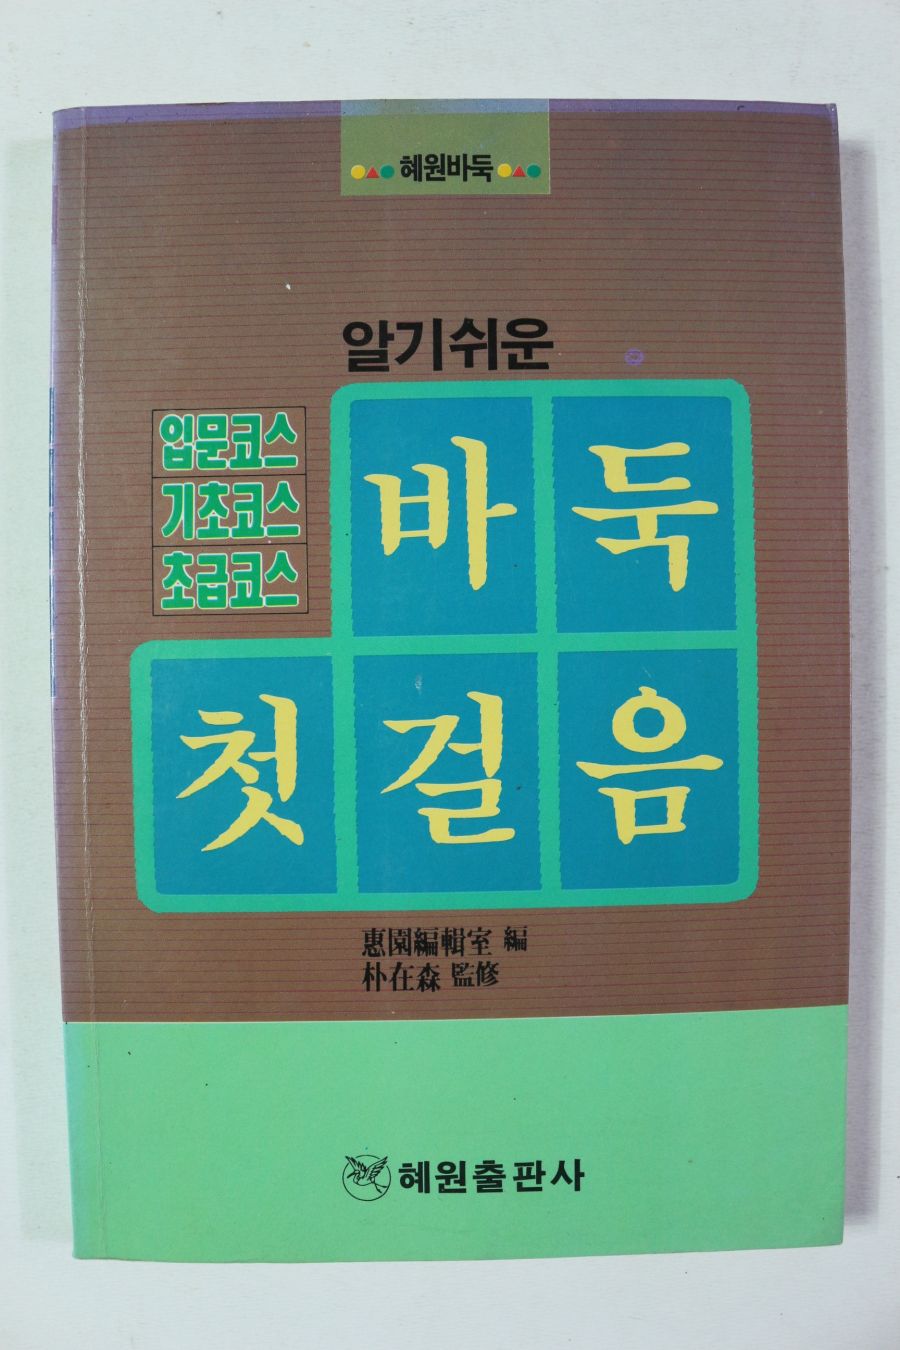 혜원바둑
알기쉬운
입문코스
기초코스
초급코스
바둑
첫걸음
惠園編輯室 編
朴在森 監修
혜원출판사